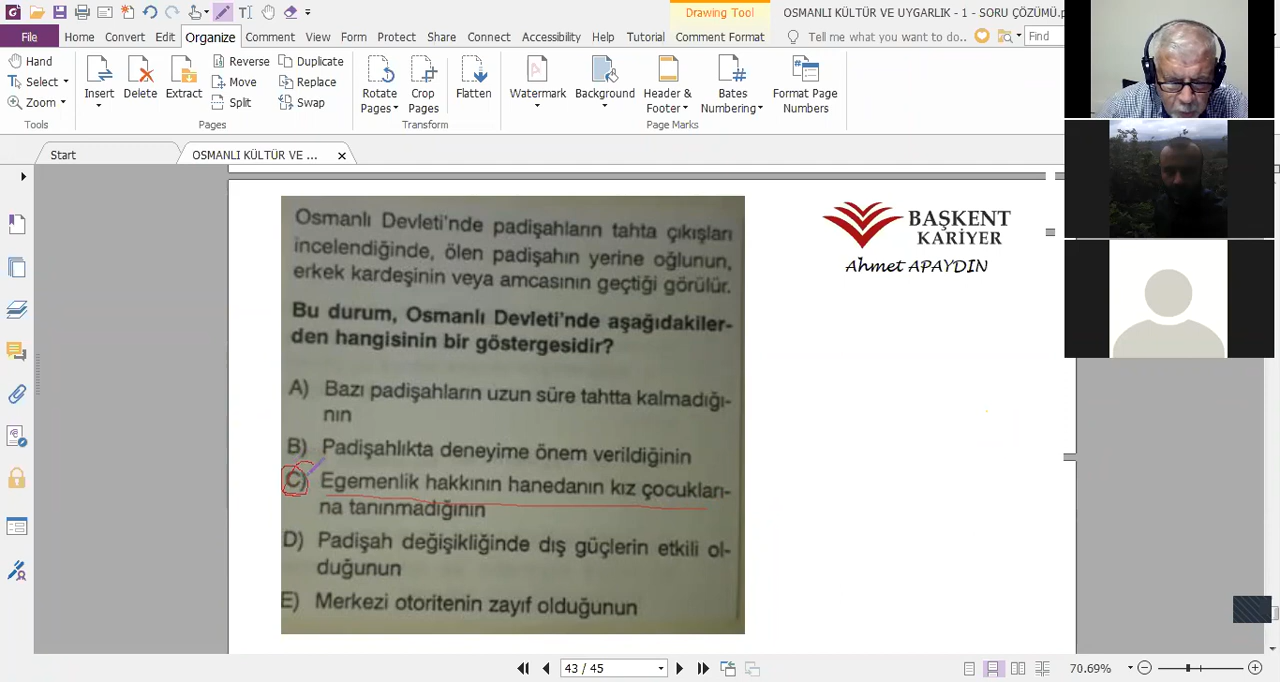 Drawing Tool
OSMANLI KÜLTÜR VE UYGARLIK - 1 - SORU ÇÖZÜMÜ.p
File Home Convert Edit Organize Comment View Form Protect Share Connect Accessibility Help Tutorial Comment Format Tell me what you want to do.. Find
Hand
Select
Zoom
Tools
Insert
Delete
Extract
Reverse
Move
Split
Duplicate
Replace
Swap
Pages
Rotate Pages
Crop Pages
Flatten
Transform
Watermark
Background
Header & Footer
Bates Numbering
Format Page Numbers
Page Marks
Start
OSMANLI KÜLTÜR VE ...
Osmanlı Devleti'nde padişahların tahta çıkışları
incelendiğinde, ölen padişahın yerine oğlunun,
erkek kardeşinin veya amcasının geçtiği görülür.
Bu durum, Osmanlı Devleti'nde aşağıdakiler-
den hangisinin bir göstergesidir?
A) Bazı padişahların uzun süre tahtta kalmadığı-
nın
B) Padişahlıkta deneyime önem verildiğinin
C) Egemenlik hakkının hanedanın kız çocukları-
na tanınmadığının
D) Padişah değişikliğinde dış güçlerin etkili ol-
duğunun
E) Merkezi otoritenin zayıf olduğunun
BAŞKENT
KARİYER
Ahmet APAYDIN
43 / 45
70.69%